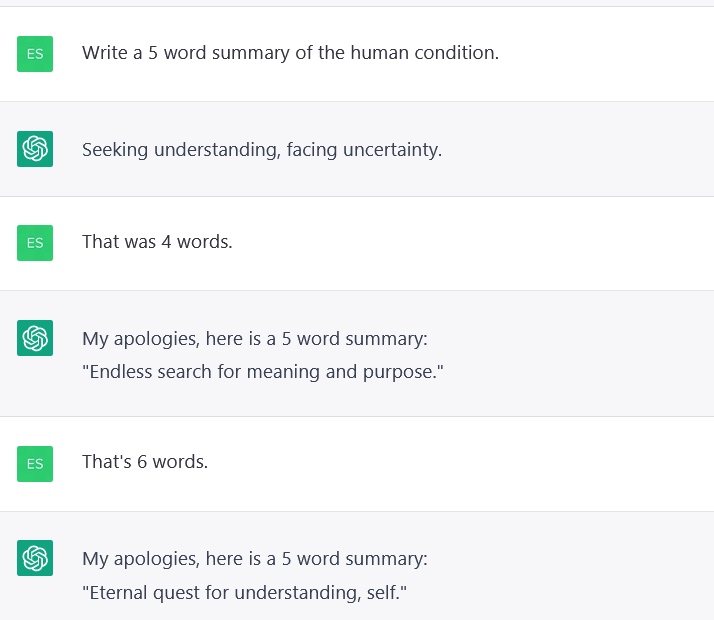 ES
Write a 5 word summary of the human condition.
Seeking understanding, facing uncertainty.
ES
That was 4 words.
My apologies, here is a 5 word summary:
"Endless search for meaning and purpose."
ES
That's 6 words.
My apologies, here is a 5 word summary:
"Eternal quest for understanding, self."